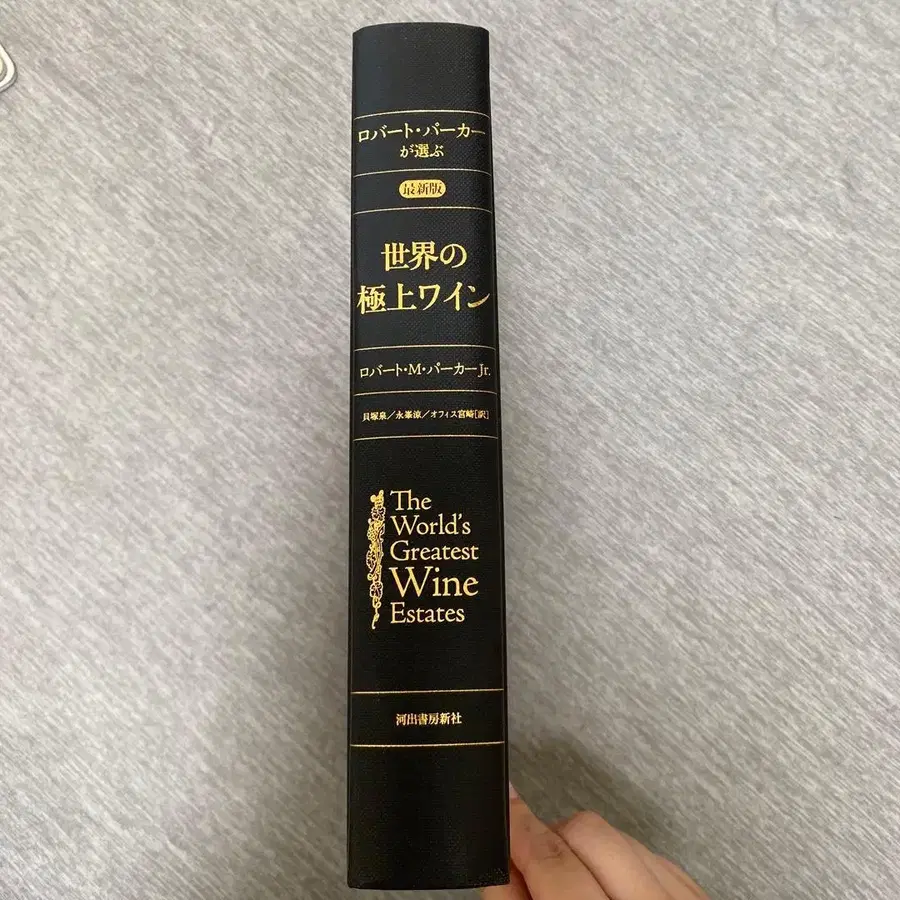 ロバート・パーカー
が選ぶ
最新版
世界の
極上ワイン
ロバート・M・パーカーJr.
貝塚泉／永峯涼／オフィス宮崎[訳]
The
World's
Greatest
Wine
Estates
河出書房新社